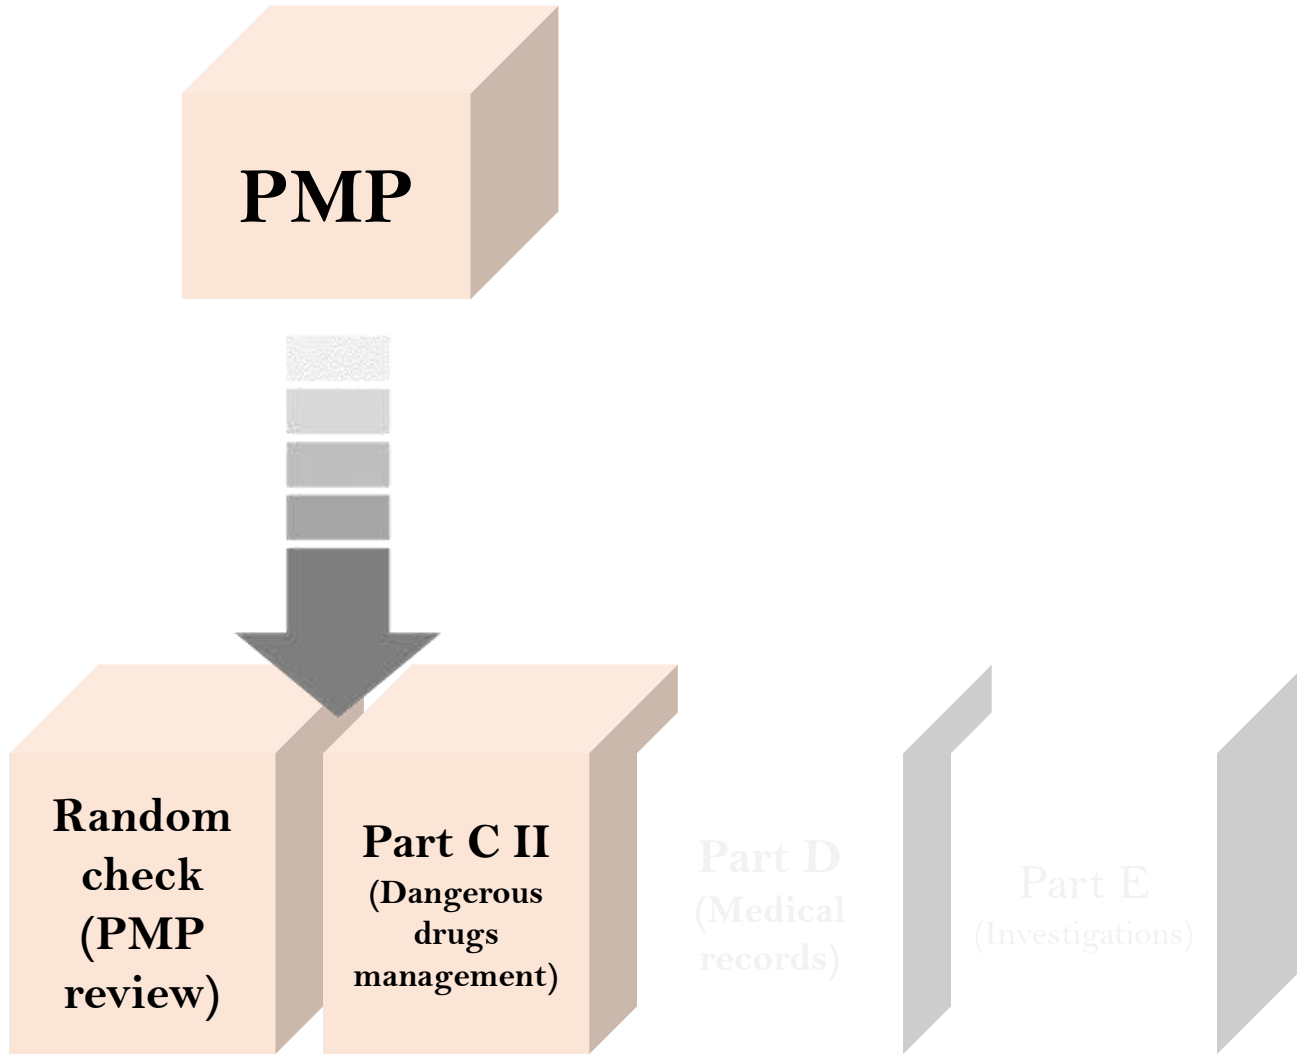 PMP
Random
check
(PMP
review)
Part C II
(Dangerous
drugs
management)
Part D
(Medical
records)
Part E
(Investigations)